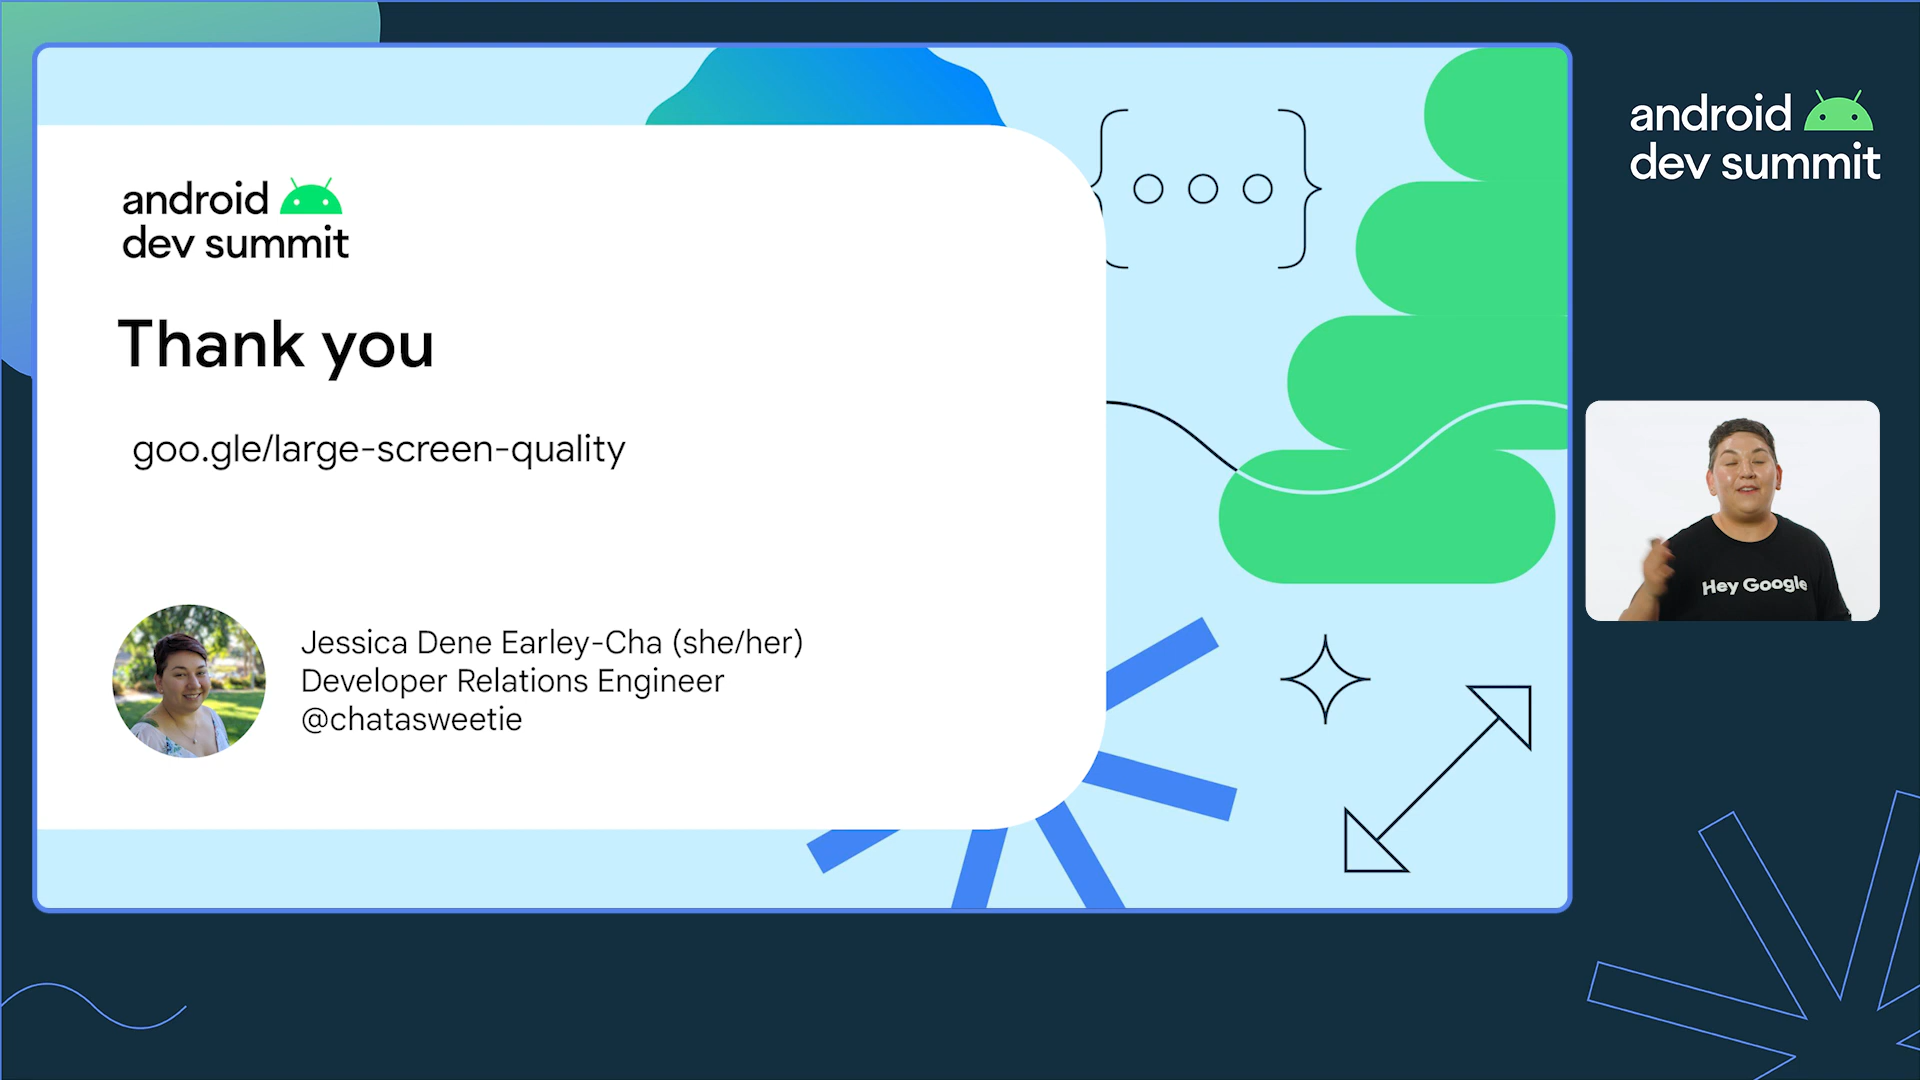 android
dev summit
Thank you
goo.gle/large-screen-quality
Jessica Dene Earley-Cha (she/her)
Developer Relations Engineer
@chatasweetie
android
dev summit
Hey Google